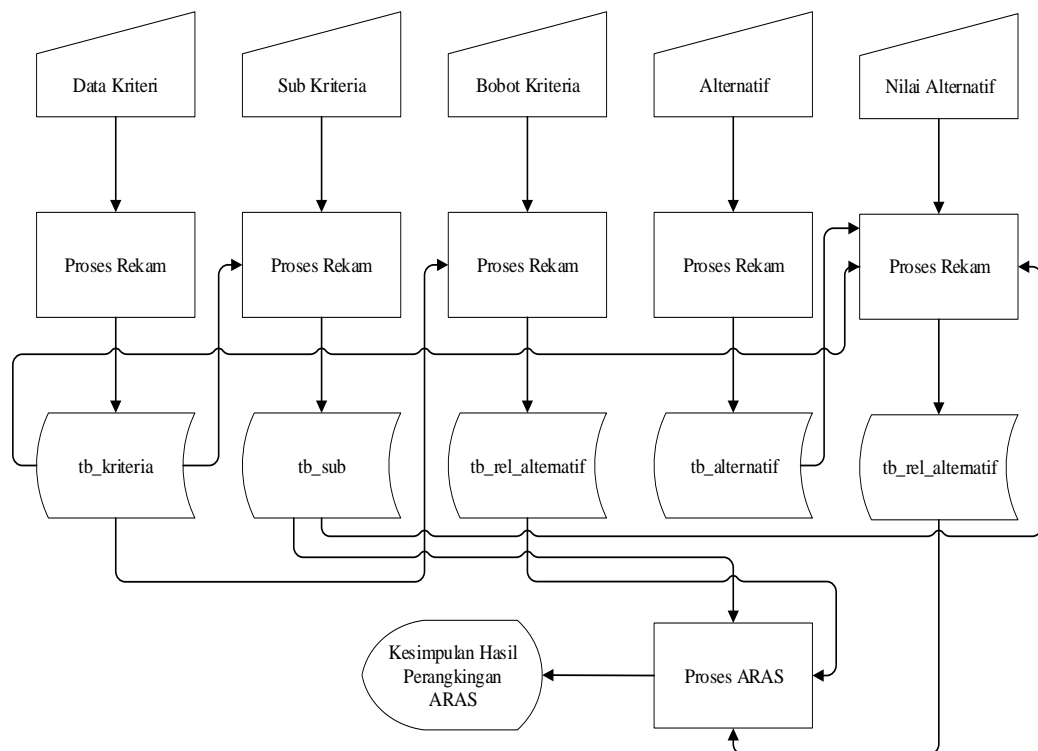 Data Kriteri
Sub Kriteria
Bobot Kriteria
Alternatif
Nilai Alternatif
Proses Rekam
Proses Rekam
Proses Rekam
Proses Rekam
Proses Rekam
tb_kriteria
tb_sub
tb_rel_alternatif
tb_alternatif
tb_rel_alternatif
Kesimpulan Hasil
Perangkingan
ARAS
Proses ARAS